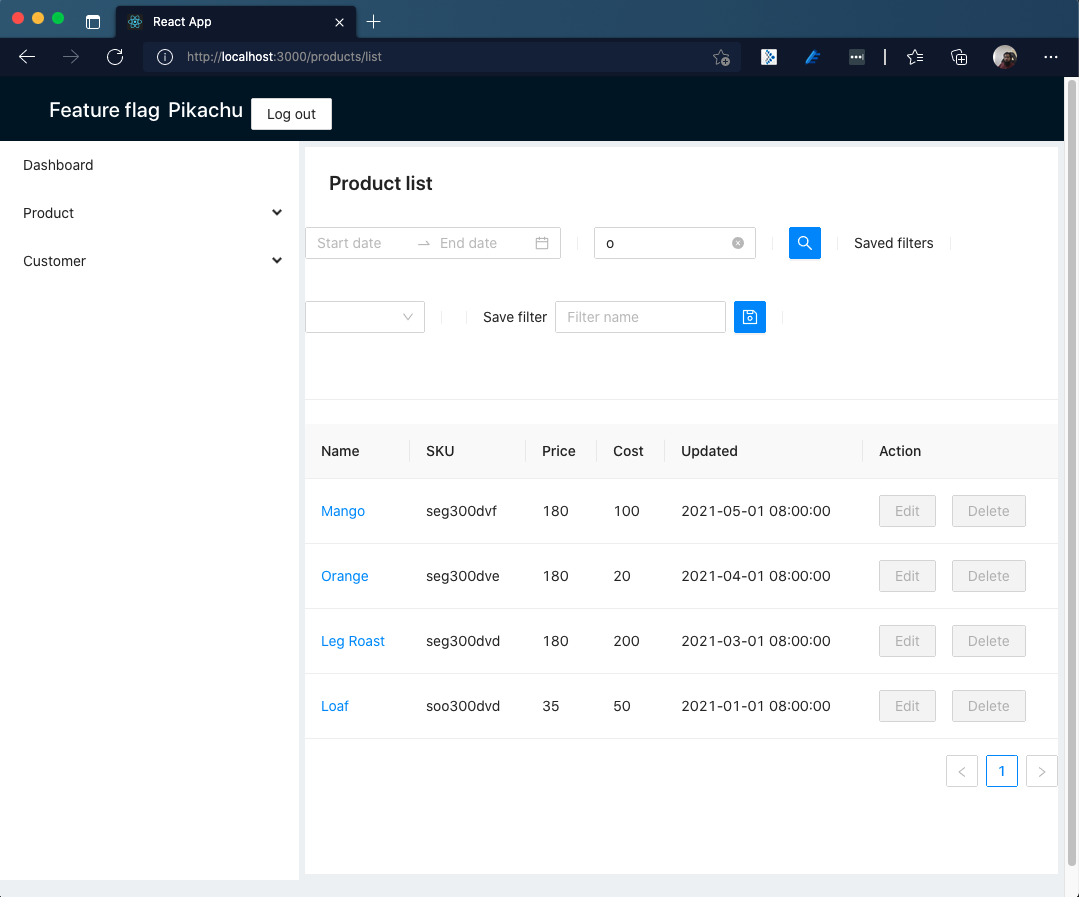 React App
http://localhost:3000/products/list
Feature flag Pikachu Log out
Dashboard
Product
Customer
Product list
Start date End date o Saved filters
Save filter Filter name
Name SKU Price Cost Updated Action
Mango seg300dvf 180 100 2021-05-01 08:00:00 Edit Delete
Orange seg300dve 180 20 2021-04-01 08:00:00 Edit Delete
Leg Roast seg300dvd 180 200 2021-03-01 08:00:00 Edit Delete
Loaf soo300dvd 35 50 2021-01-01 08:00:00 Edit Delete
1